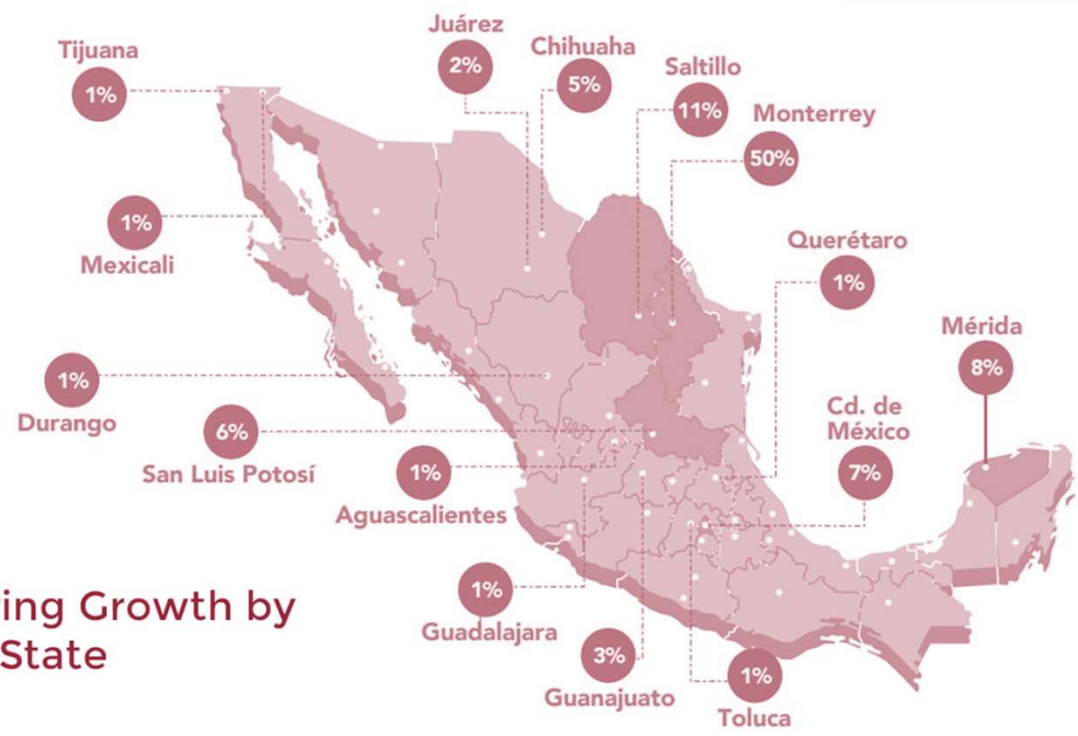 Tijuana
1%
Juárez
2%
Chihuaha
5%
Saltillo
11%
Monterrey
50%
1%
Mexicali
Querétaro
1%
Mérida
8%
1%
Durango
6%
San Luis Potosí
1%
Aguascalientes
Cd. de
México
7%
1%
Guadalajara
3%
Guanajuato
1%
Toluca
Growth by
State